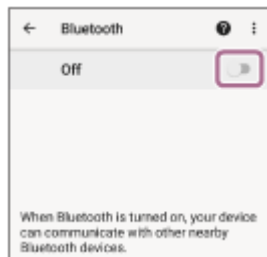 Bluetooth
Off
When Bluetooth is turned on, your device
can communicate with other nearby
Bluetooth devices.